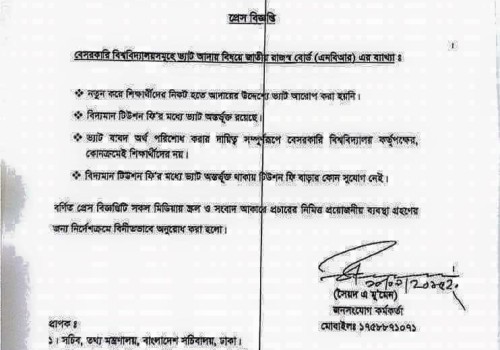 প্রেস বিজ্ঞপ্তি
বেসরকারি বিশ্ববিদ্যালয়সমূহে ভ্যাট আদায় বিষয়ে জাতীয় রাজস্ব বোর্ড (এনবিআর) এর ব্যাখ্যা ঃ
❖ নতুন করে শিক্ষার্থীদের নিকট হতে আদায়ের উদ্দেশ্যে ভ্যাট আরোপ করা হয়নি।
❖ বিদ্যমান টিউশন ফি'র মধ্যে ভ্যাট অন্তর্ভূক্ত রয়েছে।
❖ ভ্যাট বাবদ অর্থ পরিশোধ করার দায়িত্ব সম্পূর্ণরূপে বেসরকারি বিশ্ববিদ্যালয় কর্তৃপক্ষের,
কোনক্রমেই শিক্ষার্থীদের নয়।
❖ বিদ্যমান টিউশন ফি'র মধ্যে ভ্যাট অন্তর্ভূক্ত থাকায় টিউশন ফি বাড়ার কোন সুযোগ নেই।
বর্ণিত প্রেস বিজ্ঞপ্তিটি সকল মিডিয়ায় স্ক্রল ও সংবাদ আকারে প্রচারের নিমিত্ত প্রয়োজনীয় ব্যবস্থা গ্রহণের
জন্য নির্দেশক্রমে বিনীতভাবে অনুরোধ করা হলো।
(সৈয়দ এ মু'মেন)
জনসংযোগ কর্মকর্তা
মোবাইলঃ ১৭৫৮৮৭১০৭১
প্রাপক ঃ
১। সচিব, তথ্য মন্ত্রণালয়, বাংলাদেশ সচিবালয়, ঢাকা।